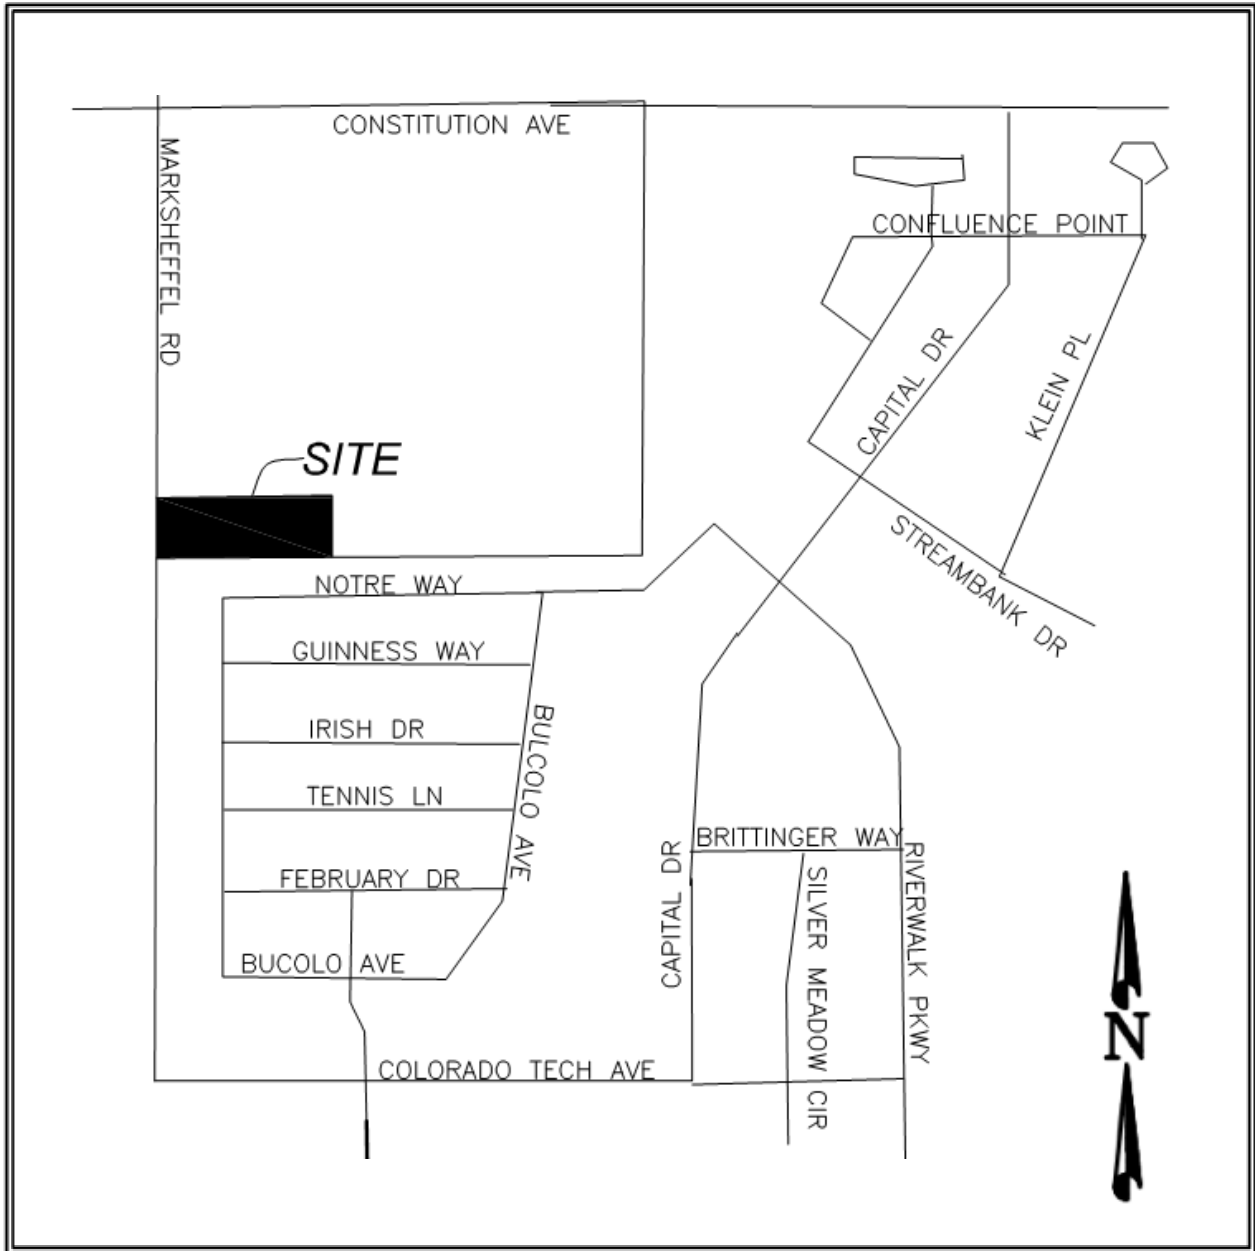 CONSTITUTION AVE
MARKSHEFFEL RD
CONFLUENCE POINT
CAPITAL DR
KLEIN PL
SITE
STREAMBANK DR
NOTRE WAY
GUINNESS WAY
IRISH DR
BULCOLO AVE
TENNIS LN
BRITTINGER WAY
CAPITAL DR
RIVERWALK PKWY
FEBRUARY DR
SILVER MEADOW CIR
BUCOLO AVE
N
COLORADO TECH AVE